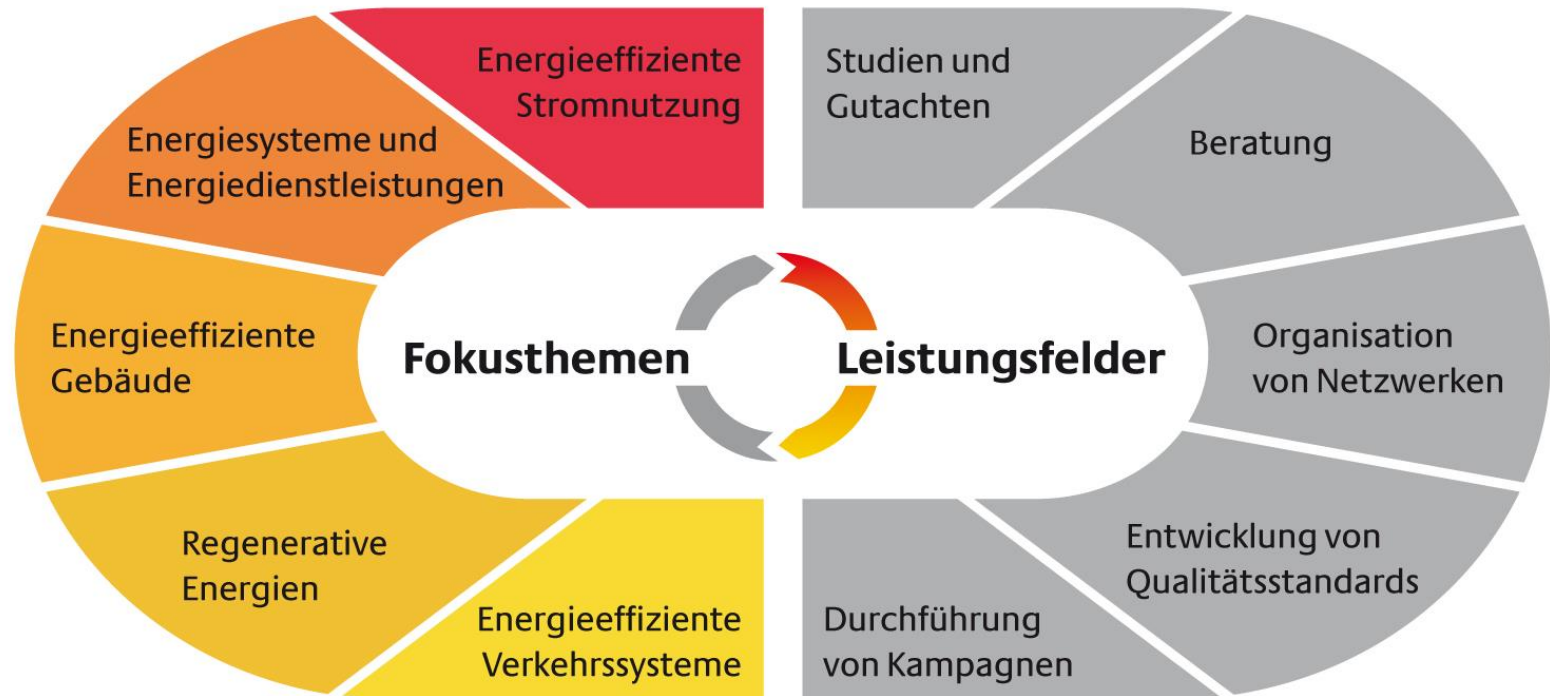 Energieeffiziente
Stromnutzung
Energiesysteme und
Energiedienstleistungen
Energieeffiziente
Gebäude
Regenerative
Energien
Energieeffiziente
Verkehrssysteme
Fokusthemen
Leistungsfelder
Studien und
Gutachten
Beratung
Organisation
von Netzwerken
Entwicklung von
Qualitätsstandards
Durchführung
von Kampagnen